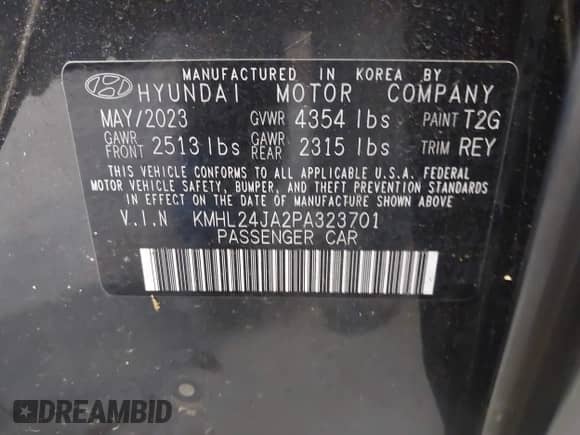 MANUFACTURED IN KOREA BY
HYUNDAI MOTOR COMPANY
MAY/2023 GVWR 4354 lbs PAINT T2G
GAWR FRONT 2513 lbs GAWR REAR 2315 lbs TRIM REY
THIS VEHICLE CONFORMS TO ALL APPLICABLE U.S.A. FEDERAL
MOTOR VEHICLE SAFETY, BUMPER, AND THEFT PREVENTION STANDARDS
IN EFFECT ON THE DATE OF MANUFACTURE SHOWN ABOVE
V.I.N KMHL24JA2PA323701
PASSENGER CAR
DREAMBID